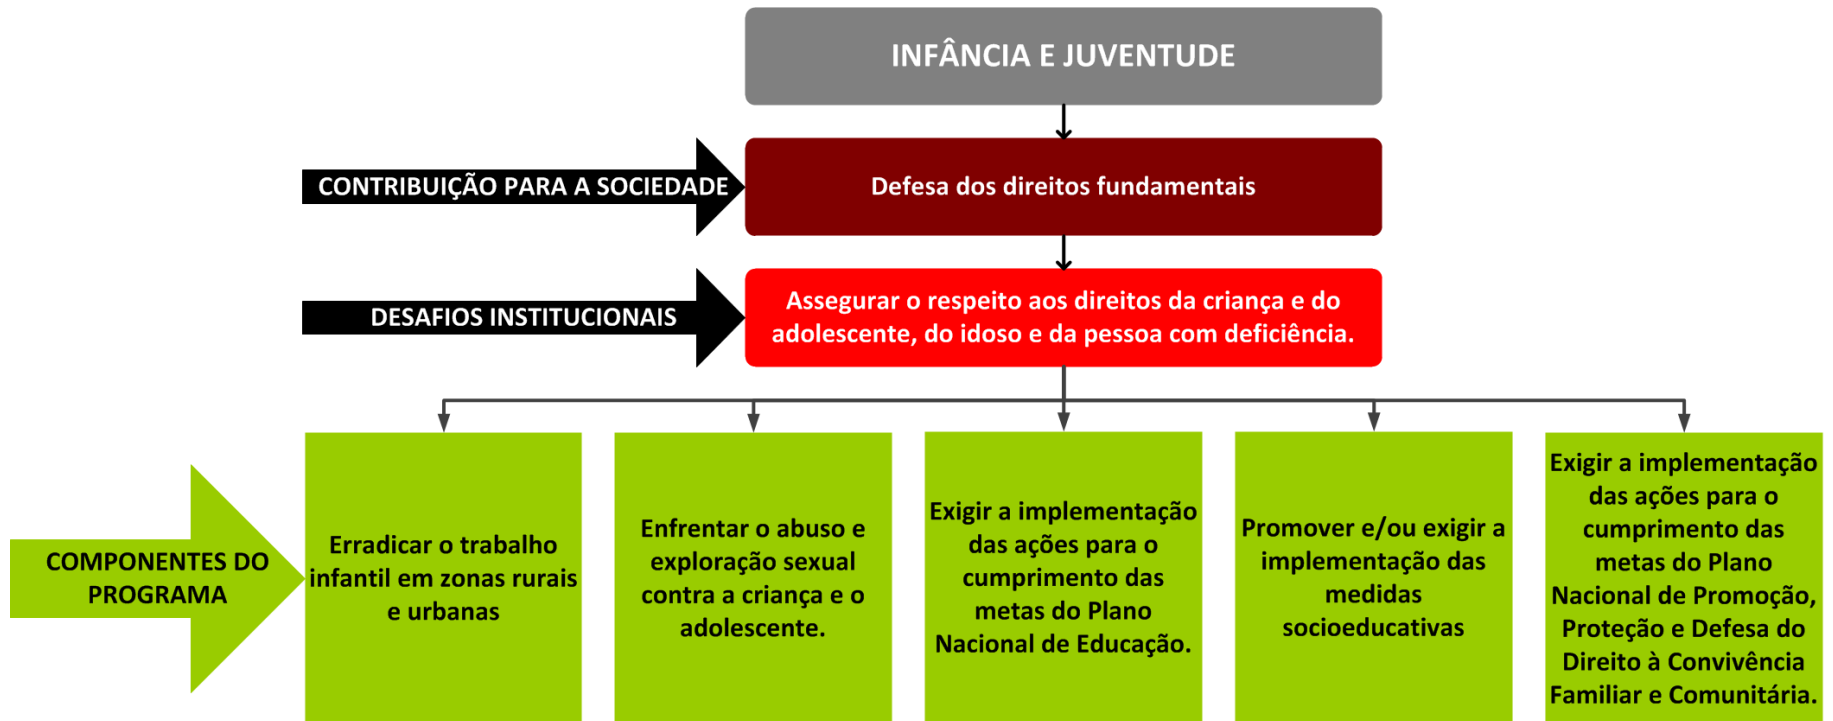 INFÂNCIA E JUVENTUDE
CONTRIBUIÇÃO PARA A SOCIEDADE
Defesa dos direitos fundamentais
DESAFIOS INSTITUCIONAIS
Assegurar o respeito aos direitos da criança e do
adolescente, do idoso e da pessoa com deficiência.
COMPONENTES DO
PROGRAMA
Erradicar o trabalho
infantil em zonas rurais
e urbanas
Enfrentar o abuso e
exploração sexual
contra a criança e o
adolescente.
Exigir a implementação
das ações para o
cumprimento das
metas do Plano
Nacional de Educação.
Promover e/ou exigir a
implementação das
medidas
socioeducativas
Exigir a implementação
das ações para o
cumprimento das
metas do Plano
Nacional de Promoção,
Proteção e Defesa do
Direito à Convivência
Familiar e Comunitária.